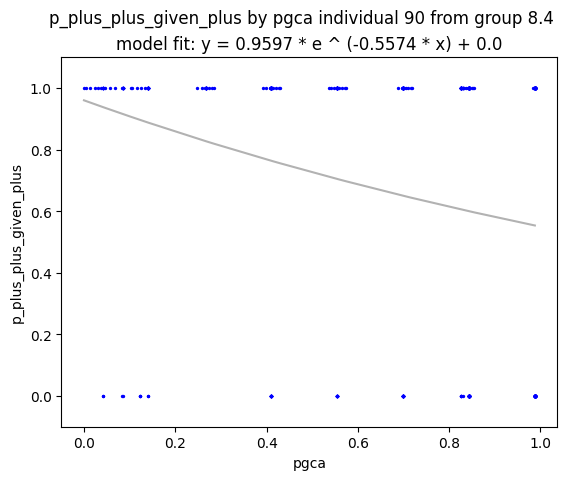 p_plus_plus_given_plus by pgca individual 90 from group 8.4
model fit: y = 0.9597 * e ^ (-0.5574 * x) + 0.0
1.0
0.8
0.6
0.4
0.2
0.0
p_plus_plus_given_plus
0.0 0.2 0.4 0.6 0.8 1.0
pgca